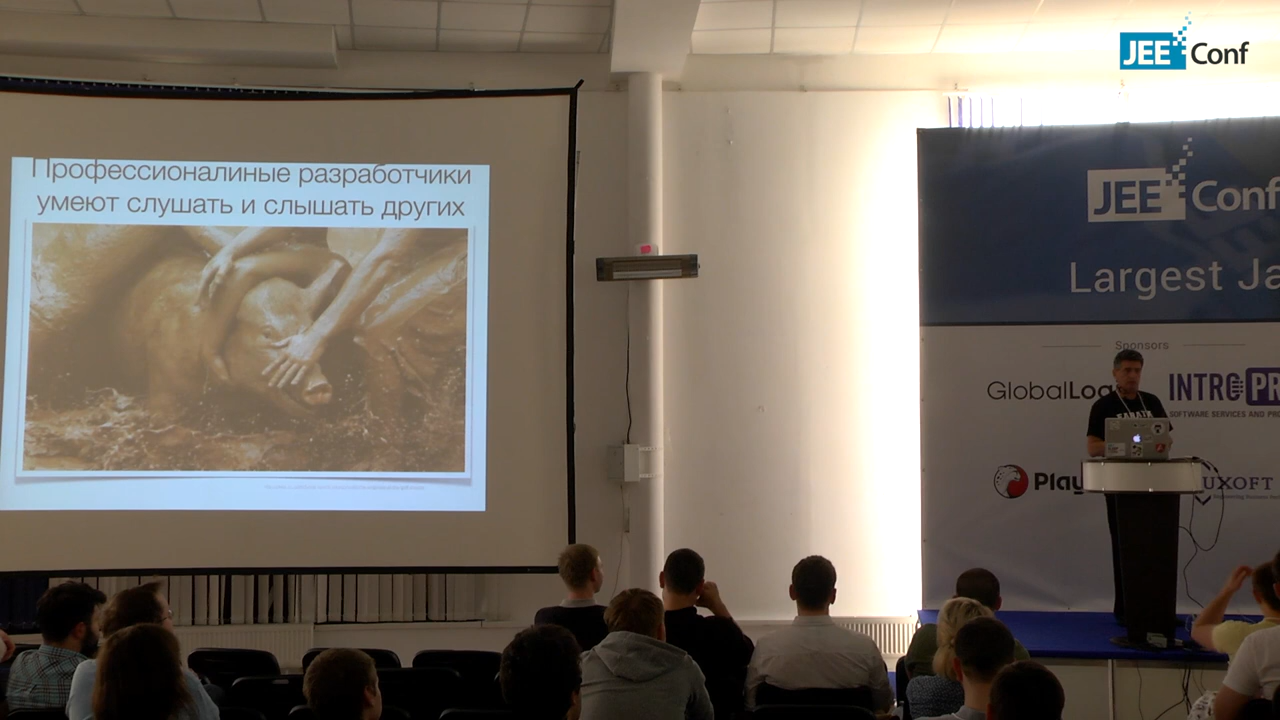 JEE Conf
Профессионалиные разработчики
умеют слушать и слышать других
JEE Conf
Largest Ja
Sponsors
GlobalLog
INTRO PR
SOFTWARE SERVICES AND PRO
Play
UXOFT